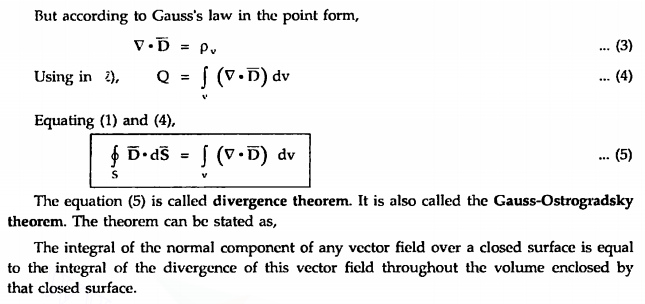 But according to Gauss's law in the point form,
∇ • D̅ = ρᵥ ... (3)
Using in 2), Q = ∫ᵥ (∇ • D̅) dv ... (4)
Equating (1) and (4),
∮_S D̅ • dS̅ = ∫ᵥ (∇ • D̅) dv ... (5)
The equation (5) is called divergence theorem. It is also called the Gauss-Ostrogradsky
theorem. The theorem can be stated as,
The integral of the normal component of any vector field over a closed surface is equal
to the integral of the divergence of this vector field throughout the volume enclosed by
that closed surface.